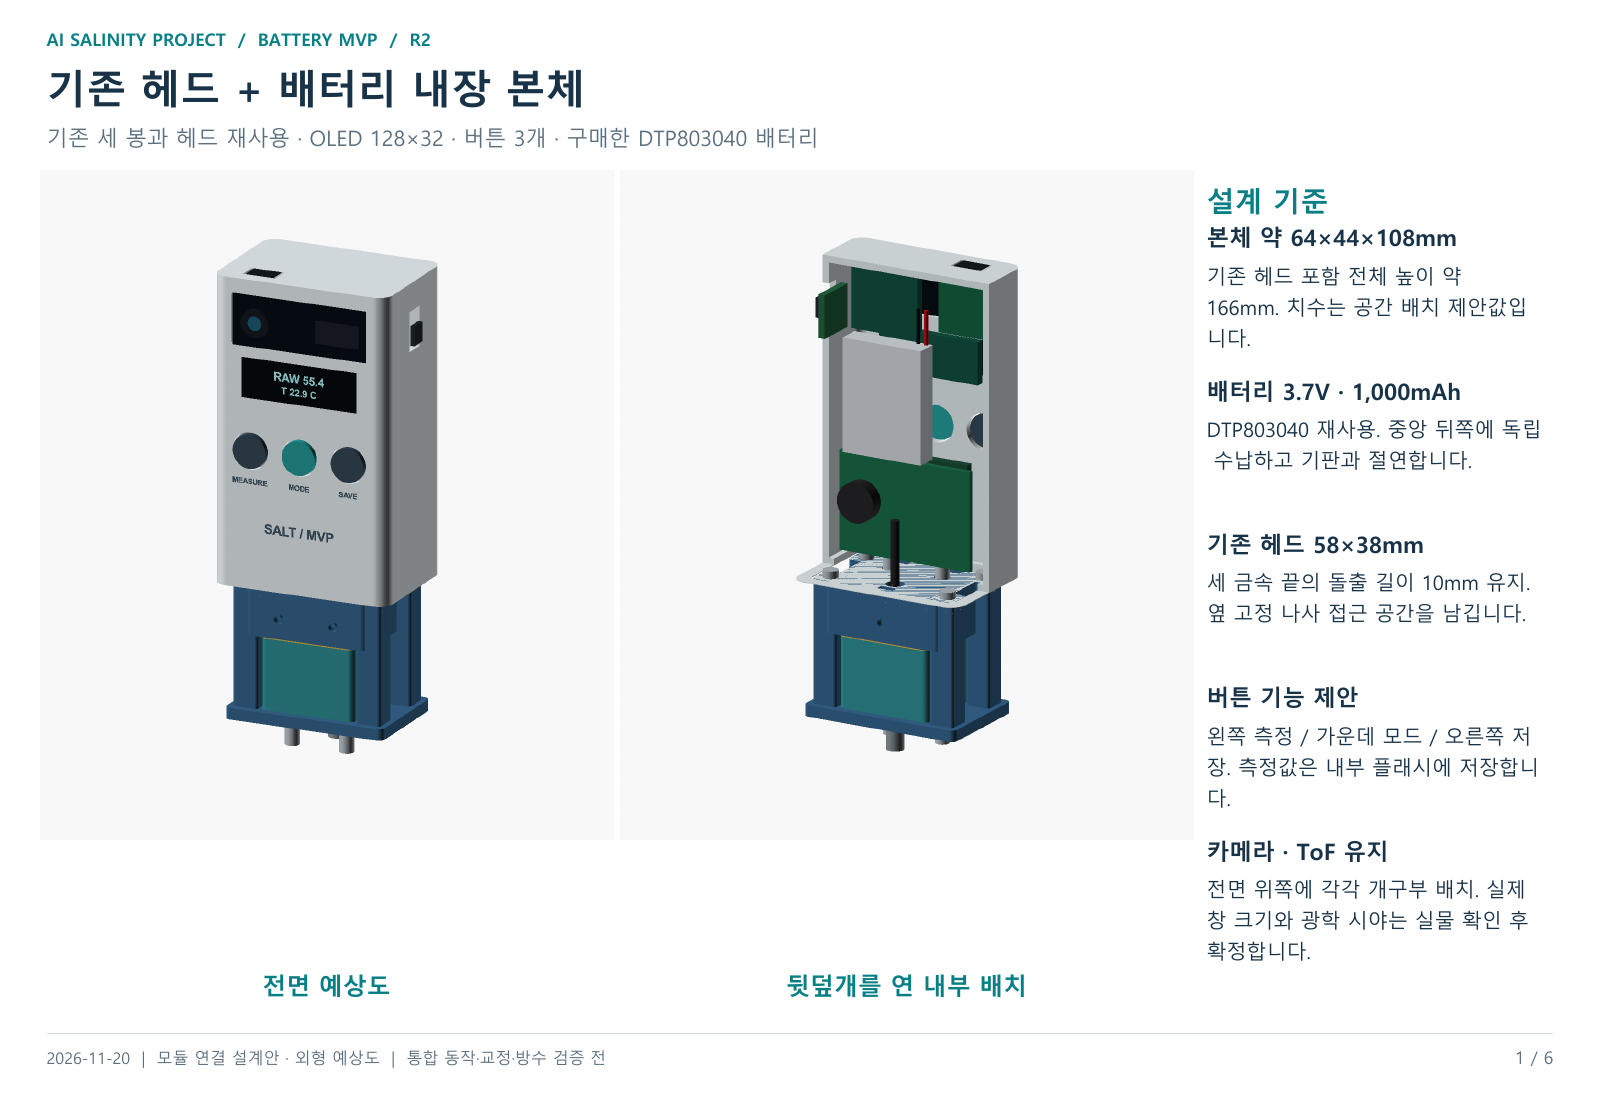 AI SALINITY PROJECT / BATTERY MVP / R2
기존 헤드 + 배터리 내장 본체
기존 세 봉과 헤드 재사용 · OLED 128×32 · 버튼 3개 · 구매한 DTP803040 배터리
RAW 55.4
T 22.9 C
MEASURE
MODE
SAVE
SALT / MVP
전면 예상도
뒷덮개를 연 내부 배치
설계 기준
본체 약 64×44×108mm
기존 헤드 포함 전체 높이 약
166mm. 치수는 공간 배치 제안값입
니다.
배터리 3.7V · 1,000mAh
DTP803040 재사용. 중앙 뒤쪽에 독립
수납하고 기판과 절연합니다.
기존 헤드 58×38mm
세 금속 끝의 돌출 길이 10mm 유지.
옆 고정 나사 접근 공간을 남깁니다.
버튼 기능 제안
왼쪽 측정 / 가운데 모드 / 오른쪽 저
장. 측정값은 내부 플래시에 저장합니
다.
카메라 · ToF 유지
전면 위쪽에 각각 개구부 배치. 실제
창 크기와 광학 시야는 실물 확인 후
확정합니다.
2026-11-20 | 모듈 연결 설계안 · 외형 예상도 | 통합 동작·교정·방수 검증 전
1 / 6